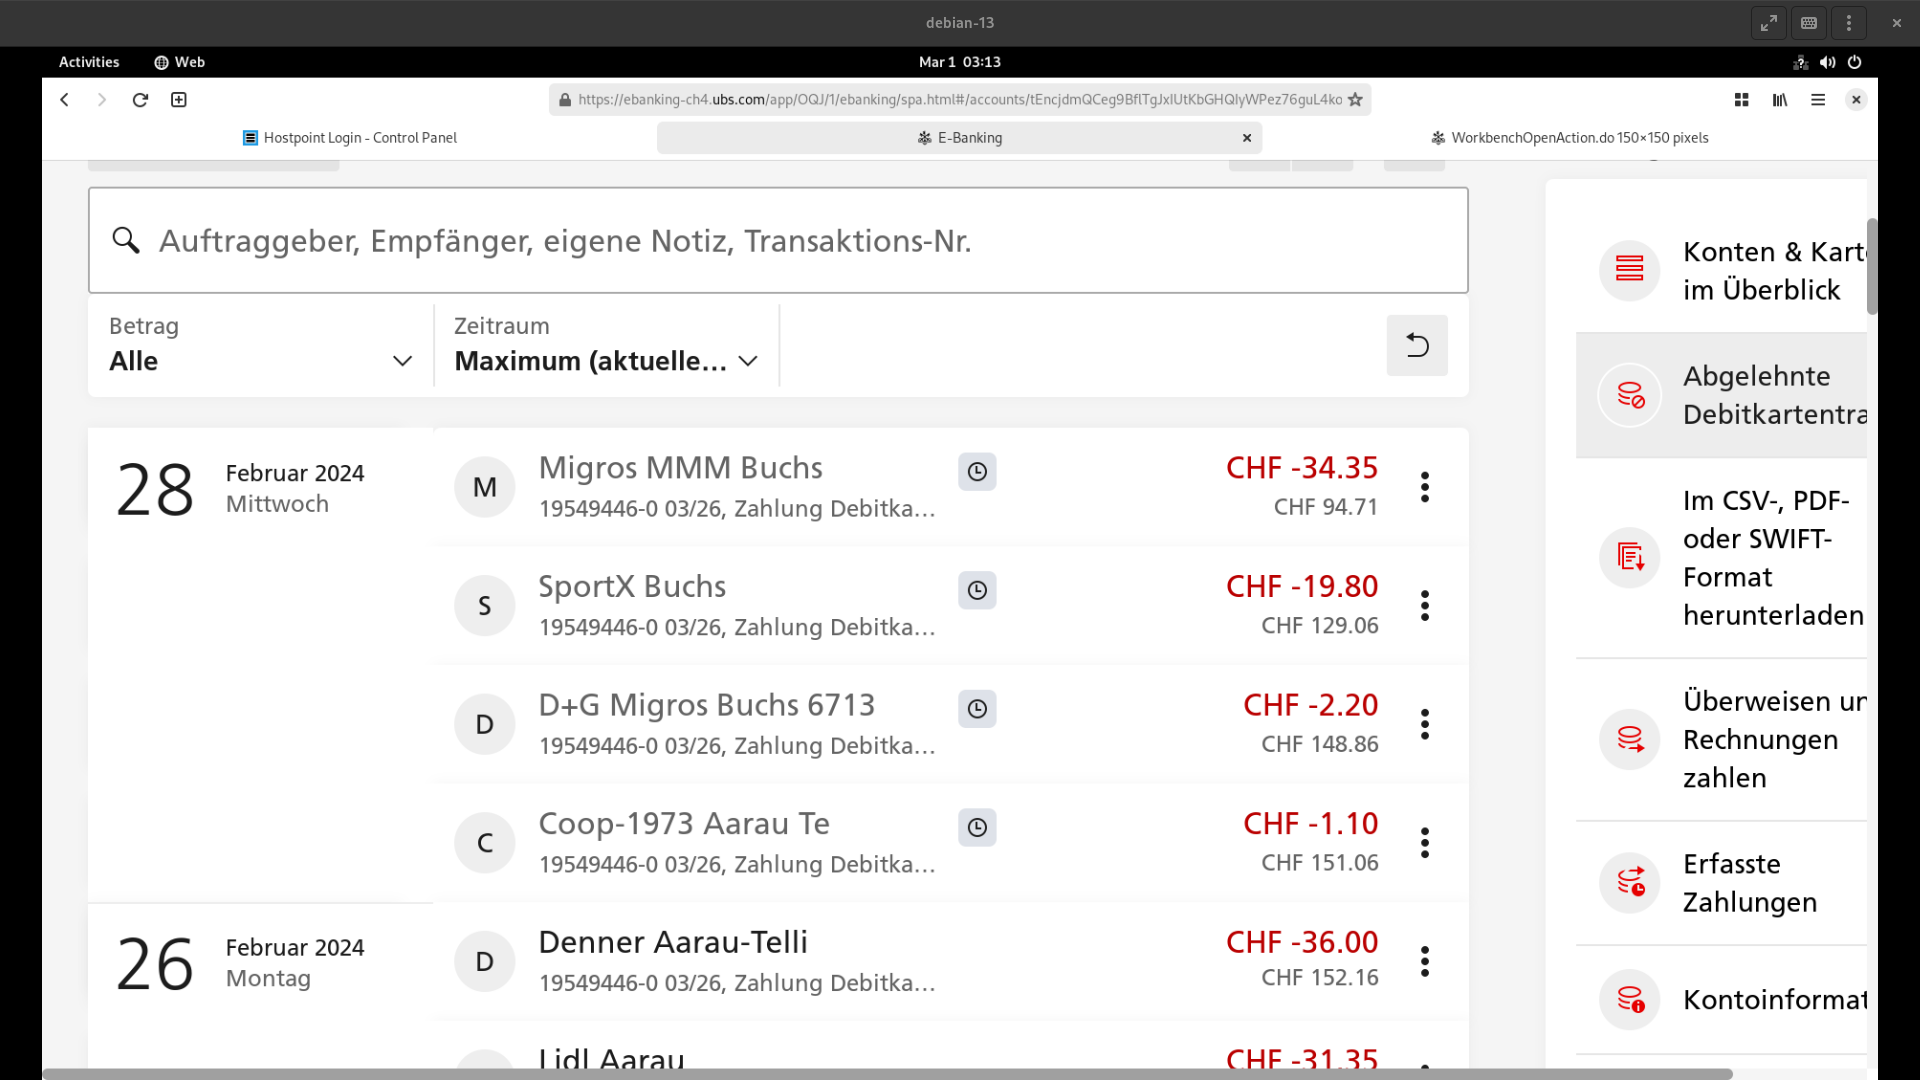 debian-13
Activities
Web
Mar 1 03:13
https://ebanking-ch4.ubs.com/app/OQJ/1/ebanking/spa.html#/accounts/
Hostpoint Login - Control Panel
E-Banking
WorkbenchOpenAction.do 150×150 pixels
Auftraggeber, Empfänger, eigene Notiz, Transaktions-Nr.
Betrag
Alle
Zeitraum
Maximum (aktuelle...
28
Februar 2024
Mittwoch
M
Migros MMM Buchs
19549446-0 03/26, Zahlung Debitka...
CHF -34.35
CHF 94.71
S
SportX Buchs
19549446-0 03/26, Zahlung Debitka...
CHF -19.80
CHF 129.06
D
D+G Migros Buchs 6713
19549446-0 03/26, Zahlung Debitka...
CHF -2.20
CHF 148.86
C
Coop-1973 Aarau Te
19549446-0 03/26, Zahlung Debitka...
CHF -1.10
CHF 151.06
26
Februar 2024
Montag
D
Denner Aarau-Telli
19549446-0 03/26, Zahlung Debitka...
CHF -36.00
CHF 152.16
Lidl Aarau
CHF -31.35
Konten & Karte
im Überblick
Abgelehnte
Debitkartentra
Im CSV-, PDF-
oder SWIFT-
Format
herunterladen
Überweisen un
Rechnungen
zahlen
Erfasste
Zahlungen
Kontoinformat